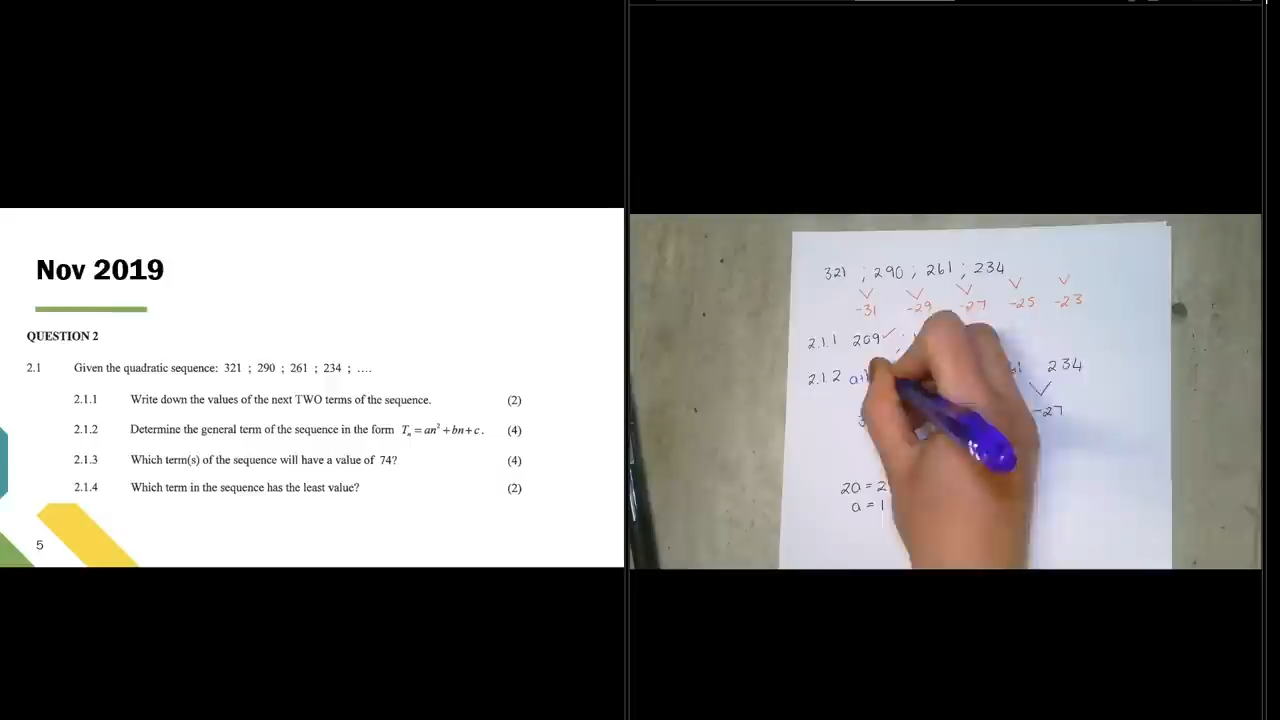 Nov 2019
QUESTION 2
2.1 Given the quadratic sequence: 321 ; 290 ; 261 ; 234 ; ....
2.1.1 Write down the values of the next TWO terms of the sequence. (2)
2.1.2 Determine the general term of the sequence in the form Tₙ = an² + bn + c. (4)
2.1.3 Which term(s) of the sequence will have a value of 74? (4)
2.1.4 Which term in the sequence has the least value? (2)
5
321 ; 290 ; 261 ; 234
-31 -29 -27 -25 -23
2.1.1 209 ✓
2.1.2 a+ 234
-27
2a = 2
a = 1